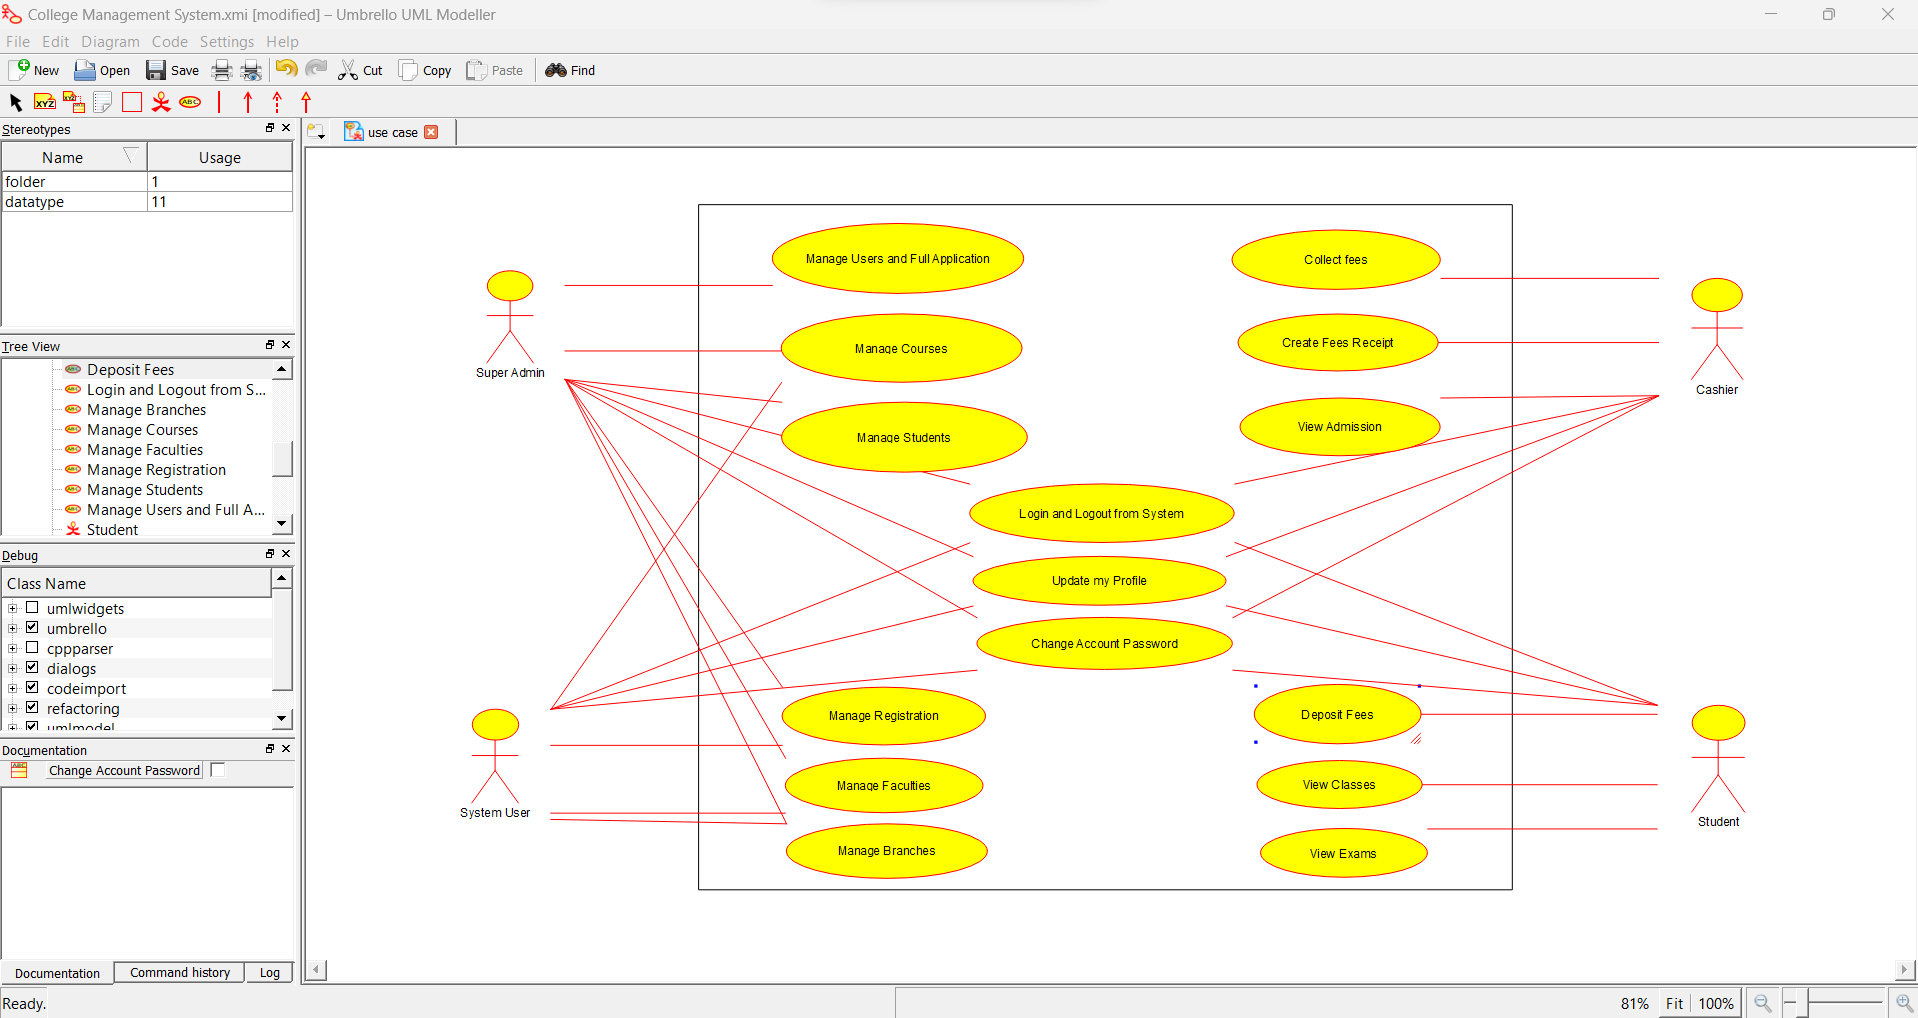 College Management System.xmi [modified] – Umbrello UML Modeller
File Edit Diagram Code Settings Help
New Open Save Cut Copy Paste Find
XYZ XYZ ABC
Stereotypes
Name Usage
folder 1
datatype 11
Tree View
Deposit Fees
Login and Logout from S...
Manage Branches
Manage Courses
Manage Faculties
Manage Registration
Manage Students
Manage Users and Full A...
Student
Debug
Class Name
umlwidgets
umbrello
cppparser
dialogs
codeimport
refactoring
umlmodel
Documentation
Change Account Password
Documentation Command history Log
Ready.
use case
Manage Users and Full Application
Collect fees
Manage Courses
Create Fees Receipt
Super Admin
Cashier
Manage Students
View Admission
Login and Logout from System
Update my Profile
Change Account Password
Manage Registration
Deposit Fees
Manage Faculties
View Classes
System User
Student
Manage Branches
View Exams
81% Fit 100%